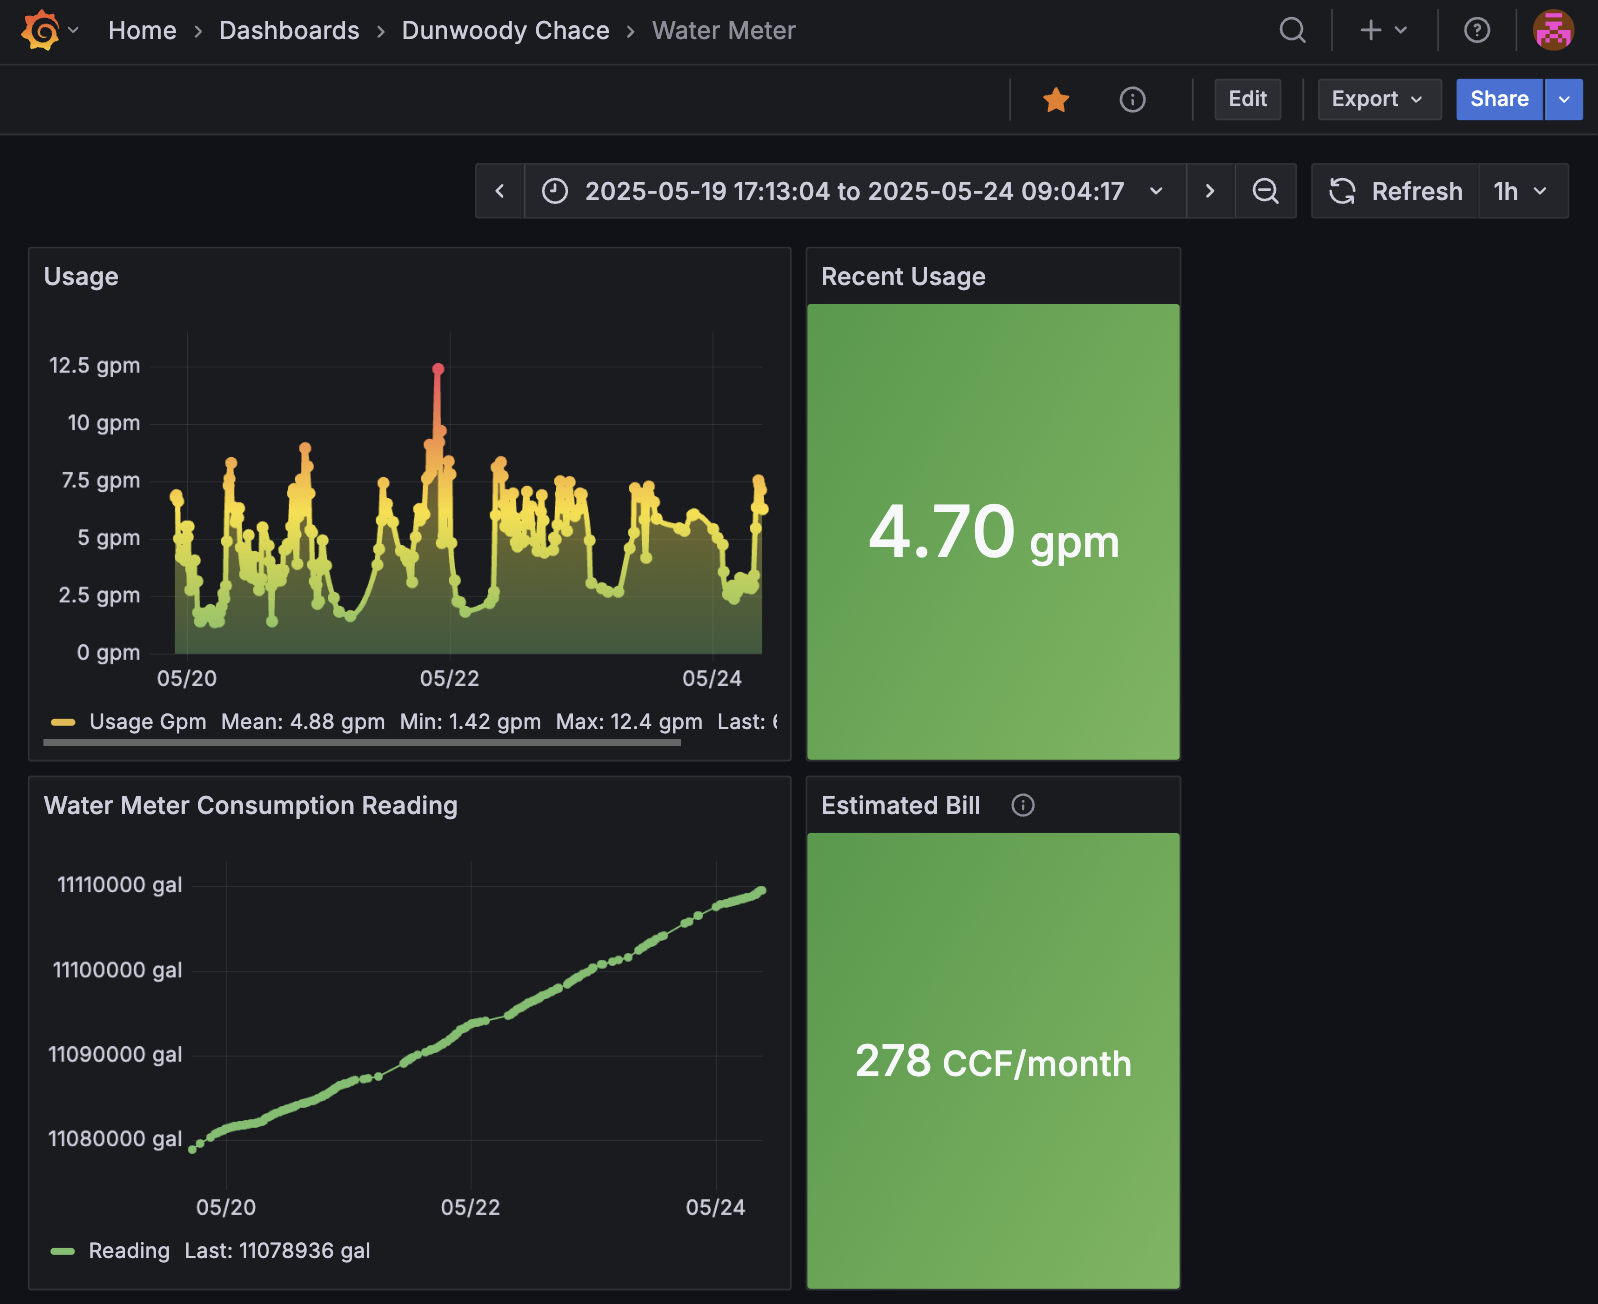 Home › Dashboards › Dunwoody Chace › Water Meter
Edit
Export
Share
2025-05-19 17:13:04 to 2025-05-24 09:04:17
Refresh
1h
Usage
12.5 gpm
10 gpm
7.5 gpm
5 gpm
2.5 gpm
0 gpm
05/20 05/22 05/24
Usage Gpm Mean: 4.88 gpm Min: 1.42 gpm Max: 12.4 gpm Last:
Recent Usage
4.70 gpm
Water Meter Consumption Reading
11110000 gal
11100000 gal
11090000 gal
11080000 gal
05/20 05/22 05/24
Reading Last: 11078936 gal
Estimated Bill
278 CCF/month